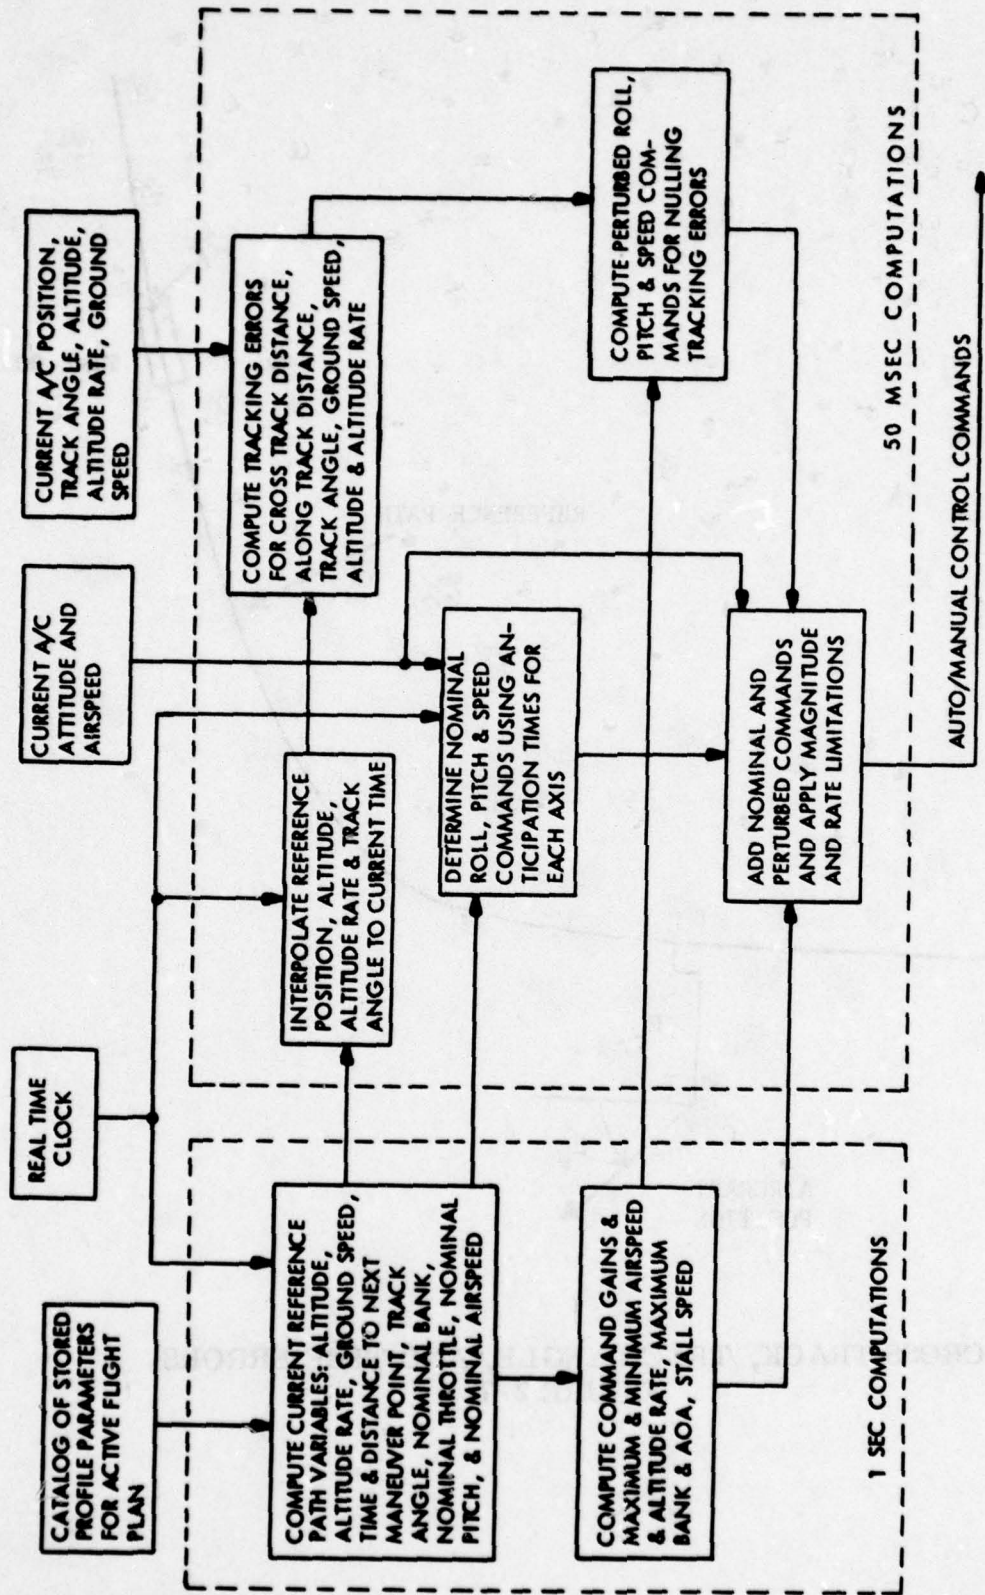 CATALOG OF STORED
PROFILE PARAMETERS
FOR ACTIVE FLIGHT
PLAN
REAL TIME
CLOCK
CURRENT A/C
ATTITUDE AND
AIRSPEED
CURRENT A/C POSITION,
TRACK ANGLE, ALTITUDE,
ALTITUDE RATE, GROUND
SPEED
COMPUTE CURRENT REFERENCE
PATH VARIABLES:ALTITUDE,
ALTITUDE RATE, GROUND SPEED,
TIME & DISTANCE TO NEXT
MANEUVER POINT, TRACK
ANGLE, NOMINAL BANK,
NOMINAL THROTTLE, NOMINAL
PITCH, & NOMINAL AIRSPEED
INTERPOLATE REFERENCE
POSITION, ALTITUDE,
ALTITUDE RATE & TRACK
ANGLE TO CURRENT TIME
COMPUTE TRACKING ERRORS
FOR CROSS TRACK DISTANCE,
ALONG TRACK DISTANCE,
TRACK ANGLE, GROUND SPEED,
ALTITUDE & ALTITUDE RATE
DETERMINE NOMINAL
ROLL, PITCH & SPEED
COMMANDS USING AN-
TICIPATION TIMES FOR
EACH AXIS
COMPUTE COMMAND GAINS &
MAXIMUM & MINIMUM AIRSPEED
& ALTITUDE RATE, MAXIMUM
BANK & AOA, STALL SPEED
COMPUTE PERTURBED ROLL,
PITCH & SPEED COM-
MANDS FOR NULLING
TRACKING ERRORS
ADD NOMINAL AND
PERTURBED COMMANDS
AND APPLY MAGNITUDE
AND RATE LIMITATIONS
1 SEC COMPUTATIONS
50 MSEC COMPUTATIONS
AUTO/MANUAL CONTROL COMMANDS